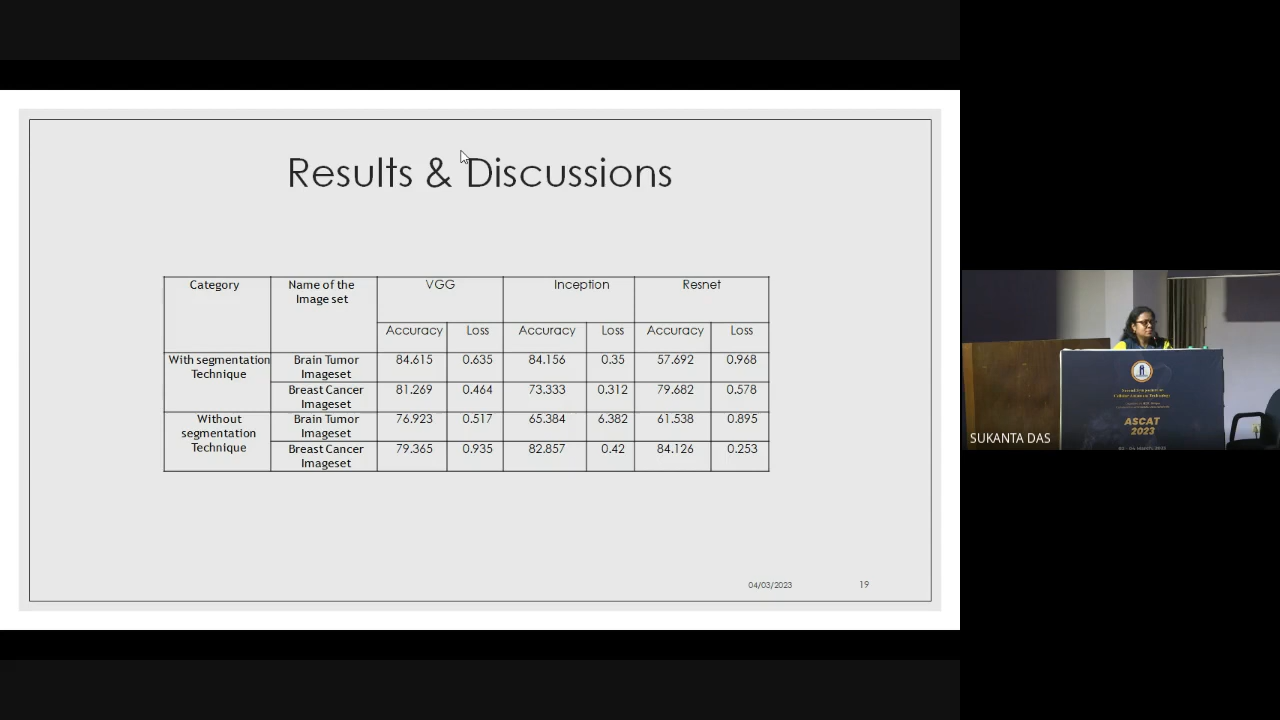 Results & Discussions
Category Name of the VGG Inception Resnet
Image set
Accuracy Loss Accuracy Loss Accuracy Loss
With segmentation Brain Tumor 84.615 0.635 84.156 0.35 57.692 0.968
Technique Imageset
Breast Cancer 81.269 0.464 73.333 0.312 79.682 0.578
Imageset
Without Brain Tumor 76.923 0.517 65.384 6.382 61.538 0.895
segmentation Imageset
Technique Breast Cancer 79.365 0.935 82.857 0.42 84.126 0.253
Imageset
04/03/2023 19
ASCAT
2023
SUKANTA DAS